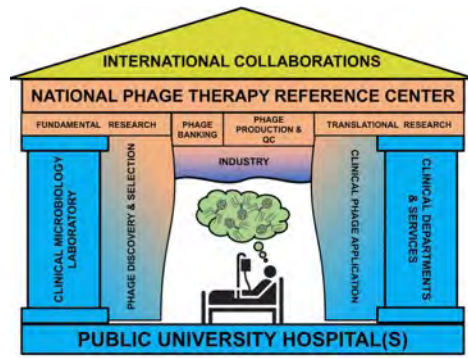 INTERNATIONAL COLLABORATIONS
NATIONAL PHAGE THERAPY REFERENCE CENTER
FUNDAMENTAL RESEARCH
PHAGE
BANKING
PHAGE
PRODUCTION &
QC
TRANSLATIONAL RESEARCH
INDUSTRY
CLINICAL MICROBIOLOGY
LABORATORY
PHAGE DISCOVERY & SELECTION
CLINICAL PHAGE APPLICATION
CLINICAL DEPARTMENTS
& SERVICES
PUBLIC UNIVERSITY HOSPITAL(S)